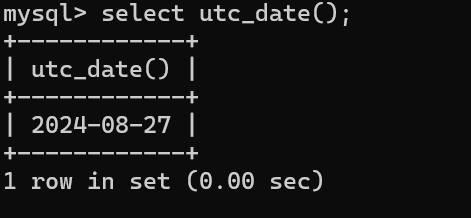 mysql> select utc_date();
+------------+
| utc_date() |
+------------+
| 2024-08-27 |
+------------+
1 row in set (0.00 sec)